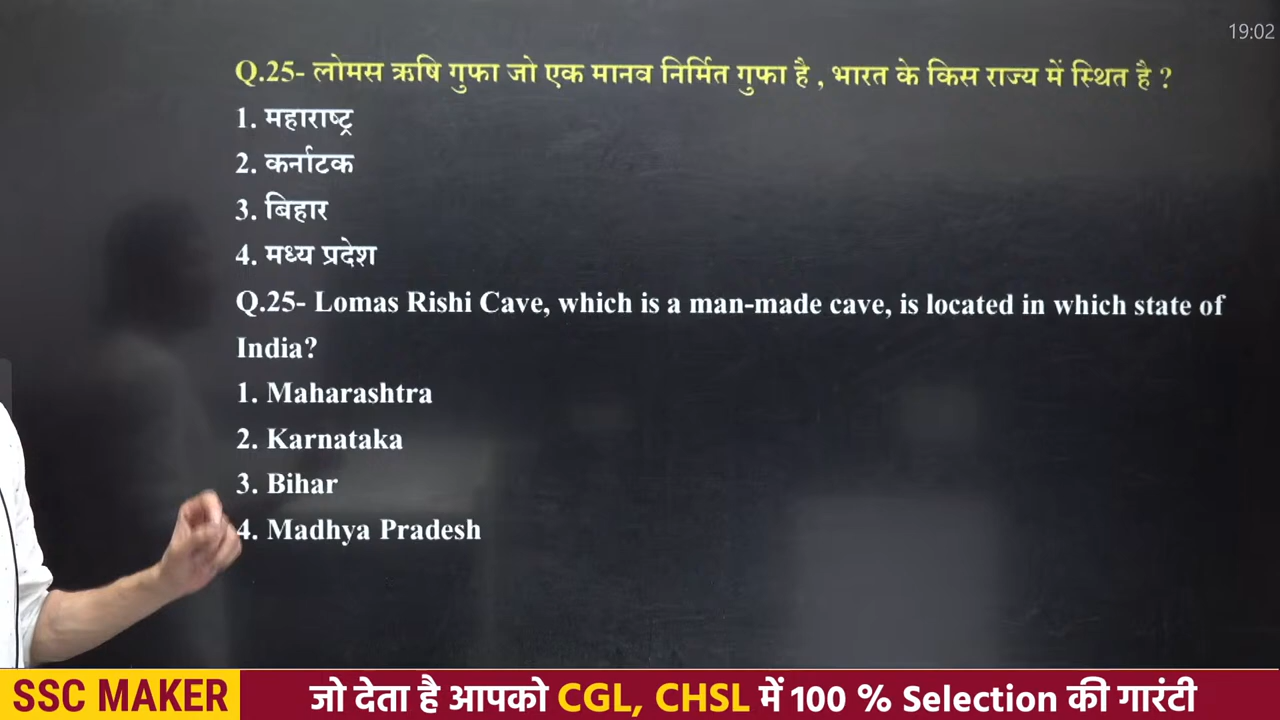 19:02
Q.25- लोमस ऋषि गुफा जो एक मानव निर्मित गुफा है , भारत के किस राज्य में स्थित है ?
1. महाराष्ट्र
2. कर्नाटक
3. बिहार
4. मध्य प्रदेश
Q.25- Lomas Rishi Cave, which is a man-made cave, is located in which state of
India?
1. Maharashtra
2. Karnataka
3. Bihar
4. Madhya Pradesh
SSC MAKER जो देता है आपको CGL, CHSL में 100 % Selection की गारंटी